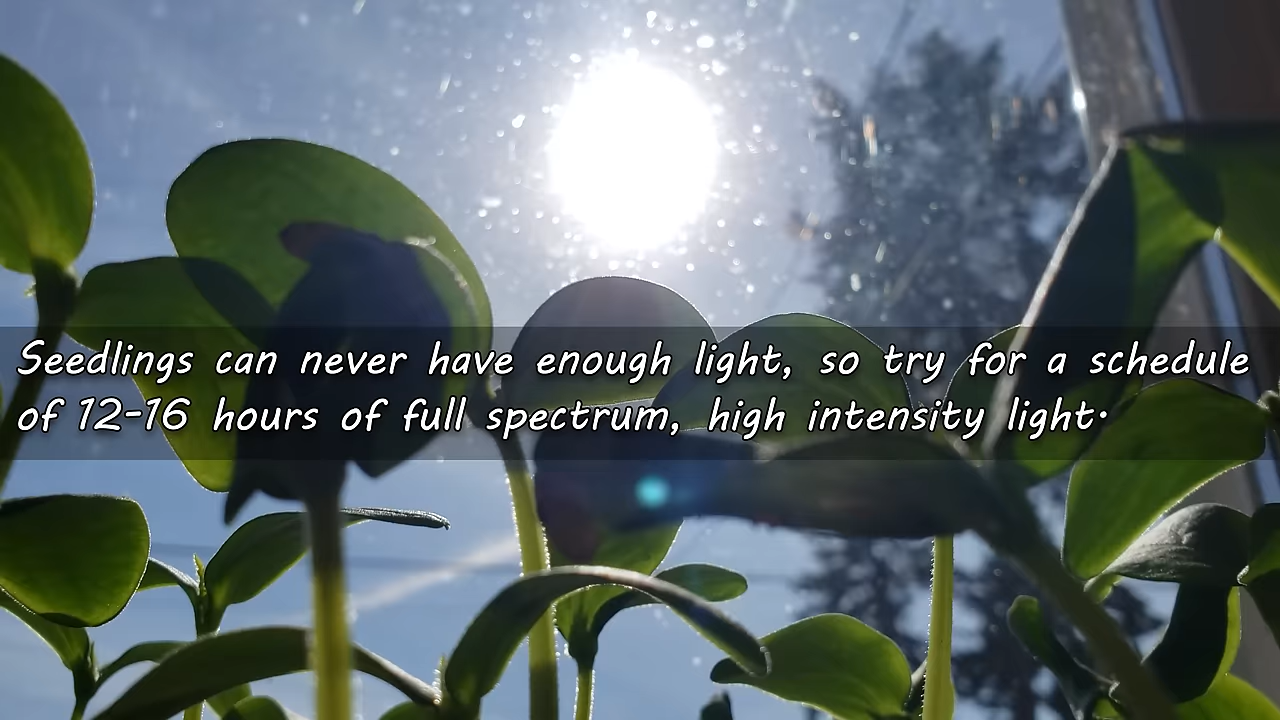 Seedlings can never have enough light, so try for a schedule
of 12-16 hours of full spectrum, high intensity light.